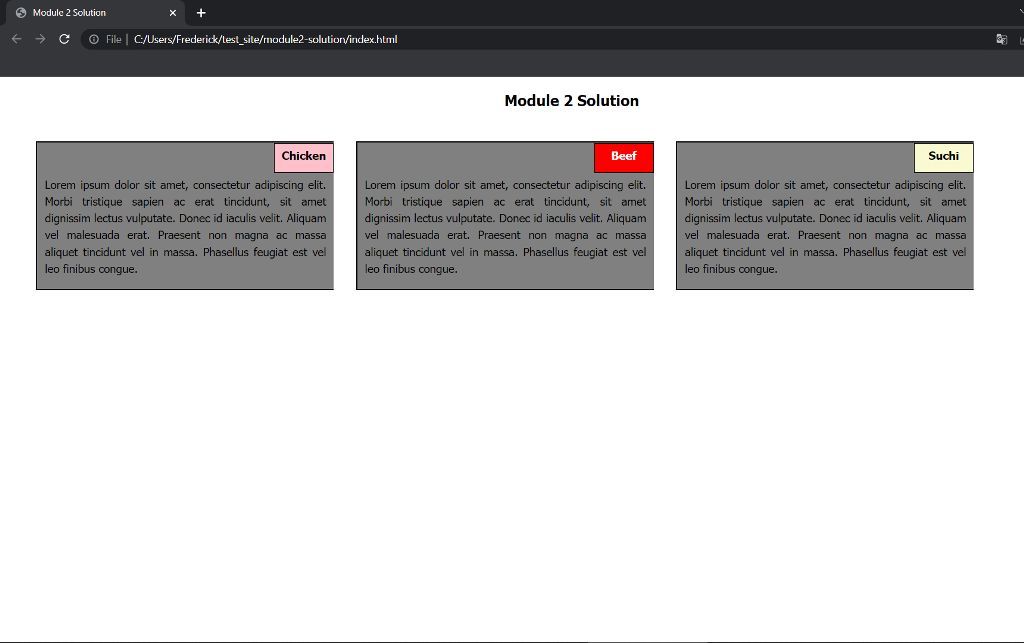 Module 2 Solution
File | C:/Users/Frederick/test_site/module2-solution/index.html
Module 2 Solution
Chicken
Lorem ipsum dolor sit amet, consectetur adipiscing elit.
Morbi tristique sapien ac erat tincidunt, sit amet
dignissim lectus vulputate. Donec id iaculis velit. Aliquam
vel malesuada erat. Praesent non magna ac massa
aliquet tincidunt vel in massa. Phasellus feugiat est vel
leo finibus congue.
Beef
Lorem ipsum dolor sit amet, consectetur adipiscing elit.
Morbi tristique sapien ac erat tincidunt, sit amet
dignissim lectus vulputate. Donec id iaculis velit. Aliquam
vel malesuada erat. Praesent non magna ac massa
aliquet tincidunt vel in massa. Phasellus feugiat est vel
leo finibus congue.
Suchi
Lorem ipsum dolor sit amet, consectetur adipiscing elit.
Morbi tristique sapien ac erat tincidunt, sit amet
dignissim lectus vulputate. Donec id iaculis velit. Aliquam
vel malesuada erat. Praesent non magna ac massa
aliquet tincidunt vel in massa. Phasellus feugiat est vel
leo finibus congue.